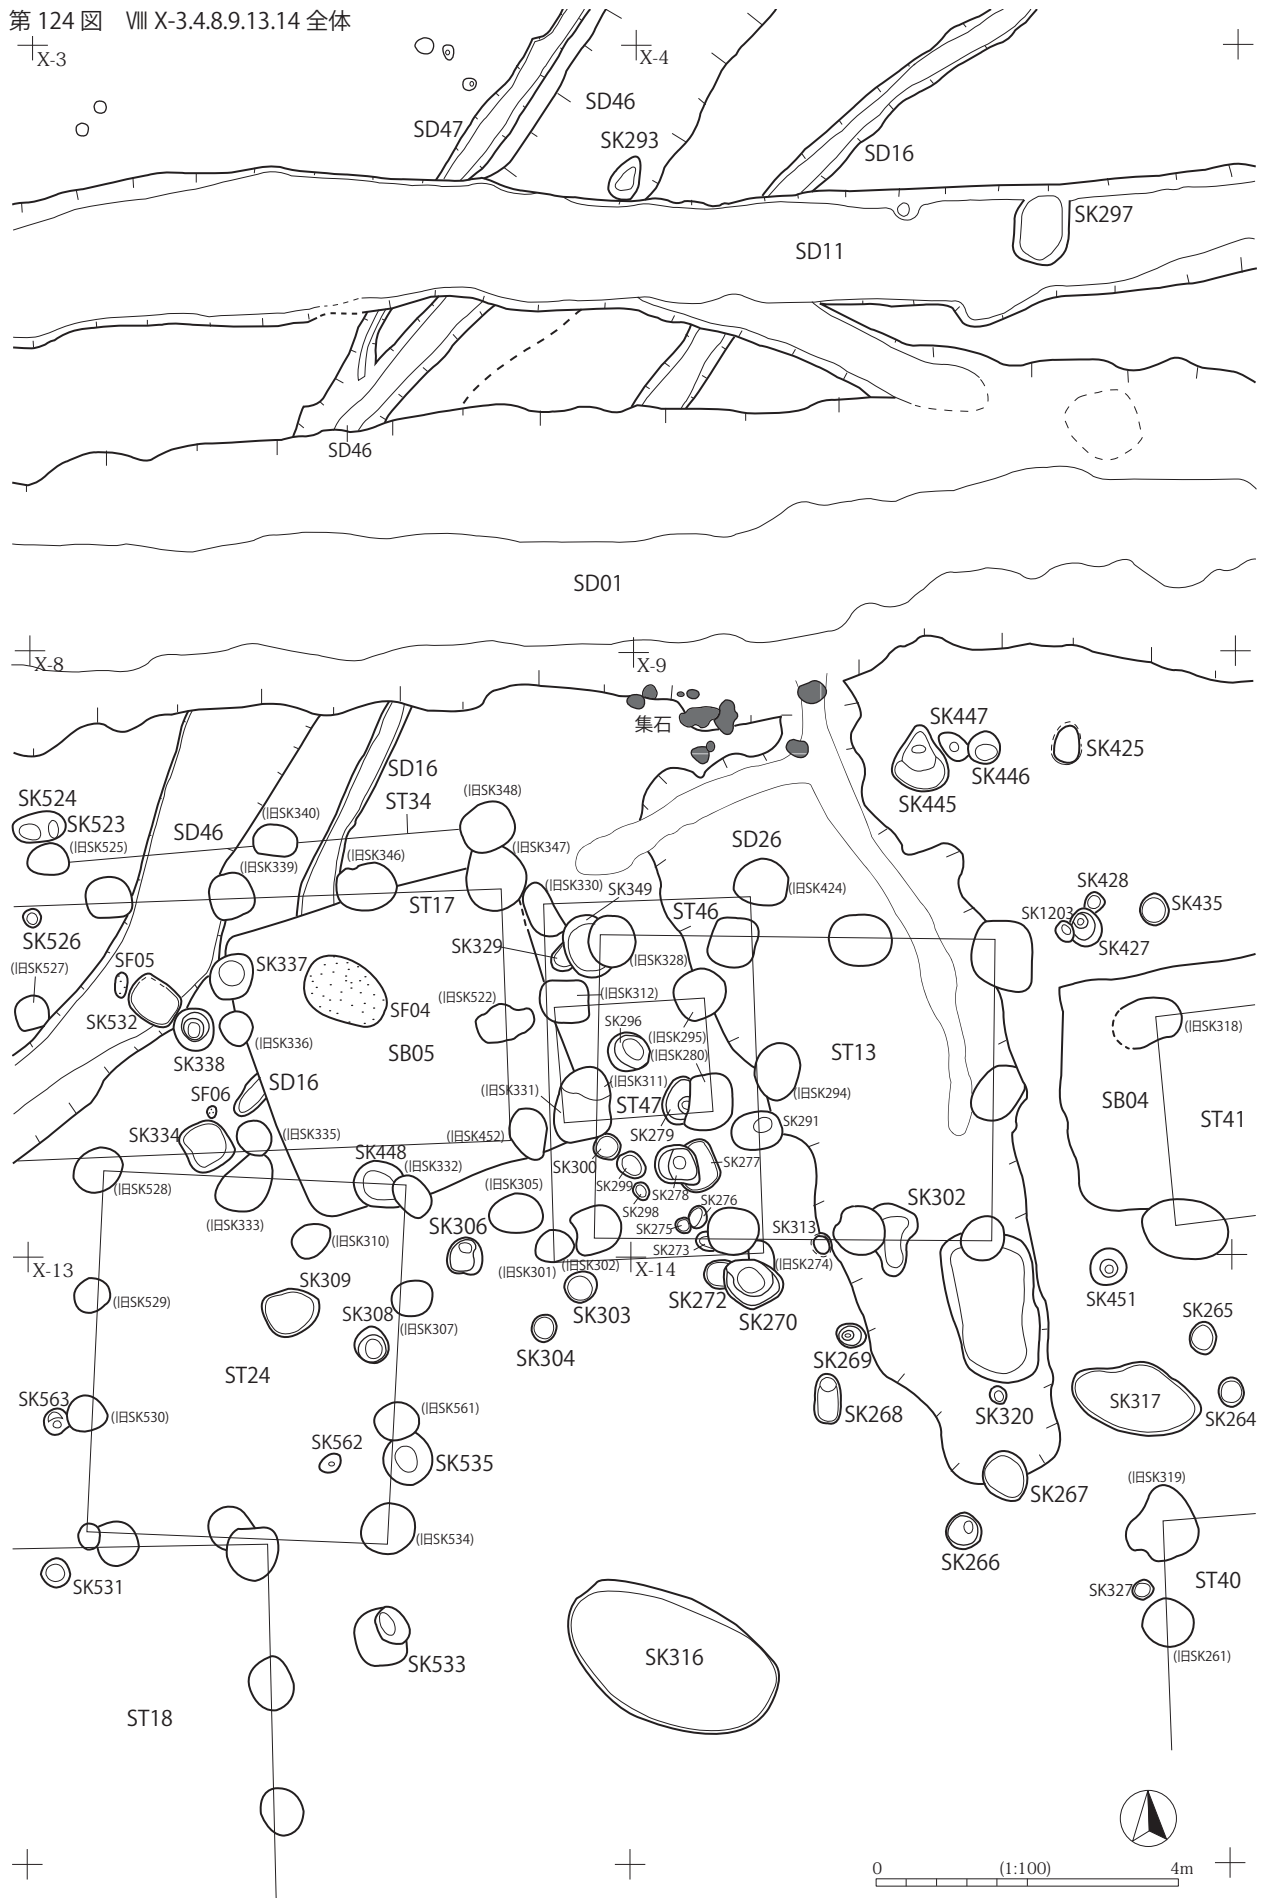 第 124 図　Ⅷ X-3.4.8.9.13.14 全体
X-3
X-4
SD46
SD47
SK293
SD16
SK297
SD11
SD46
SD01
X-8
X-9
集石
SK447
SK425
SK446
SK445
SD16
ST34
(旧SK348)
SK524
SK523
(旧SK340)
SD46
(旧SK525)
(旧SK347)
(旧SK346)
(旧SK339)
SD26
(旧SK330)
SK349
(旧SK424)
SK428
SK435
ST17
ST46
SK1203
SK526
SK329
SK427
(旧SK328)
SF05
SK337
(旧SK527)
(旧SK522)
(旧SK312)
SF04
SK532
SK296
(旧SK295)
(旧SK318)
(旧SK336)
SB05
(旧SK280)
ST13
SK338
SD16
(旧SK311)
SF06
(旧SK331)
(旧SK294)
ST47
SB04
ST41
SK334
(旧SK335)
(旧SK452)
SK279
SK291
SK448
(旧SK332)
SK300
SK277
(旧SK528)
(旧SK305)
SK299
SK278
(旧SK333)
SK298
SK276
SK302
SK306
SK275
SK313
(旧SK310)
SK273
X-13
(旧SK301)
(旧SK302)
X-14
(旧SK274)
SK309
(旧SK529)
SK308
(旧SK307)
SK303
SK272
SK270
SK451
SK265
SK304
SK269
ST24
SK563
(旧SK530)
(旧SK561)
SK268
SK320
SK317
SK264
SK562
SK535
(旧SK319)
SK267
(旧SK534)
SK266
SK531
SK327
ST40
SK533
SK316
(旧SK261)
ST18
0
(1:100)
4m